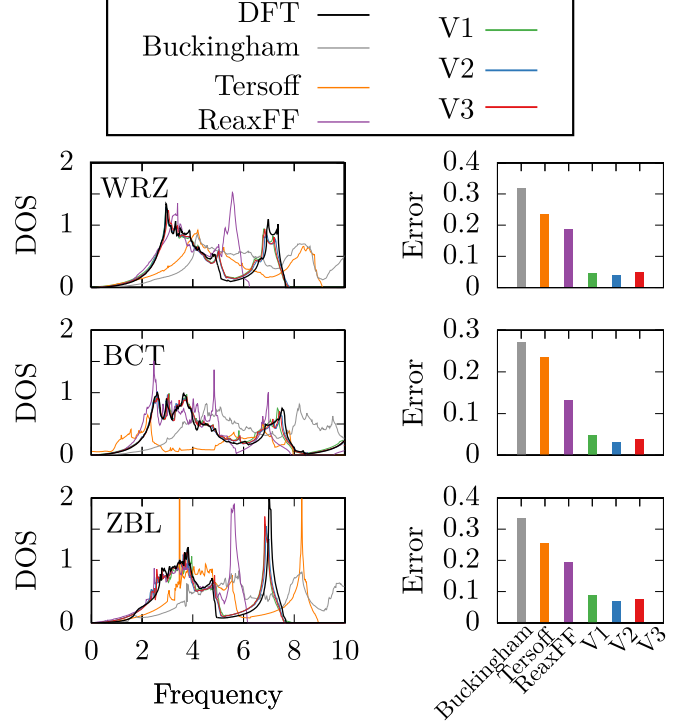 DFT
Buckingham
Tersoff
ReaxFF
V1
V2
V3
2
1
0
DOS
WRZ
0.4
0.3
0.2
0.1
0
Error
2
1
0
DOS
BCT
0.3
0.2
0.1
0
Error
2
1
0
DOS
ZBL
0 2 4 6 8 10
Frequency
0.4
0.3
0.2
0.1
0
Error
Buckingham
Tersoff
ReaxFF
V1
V2
V3